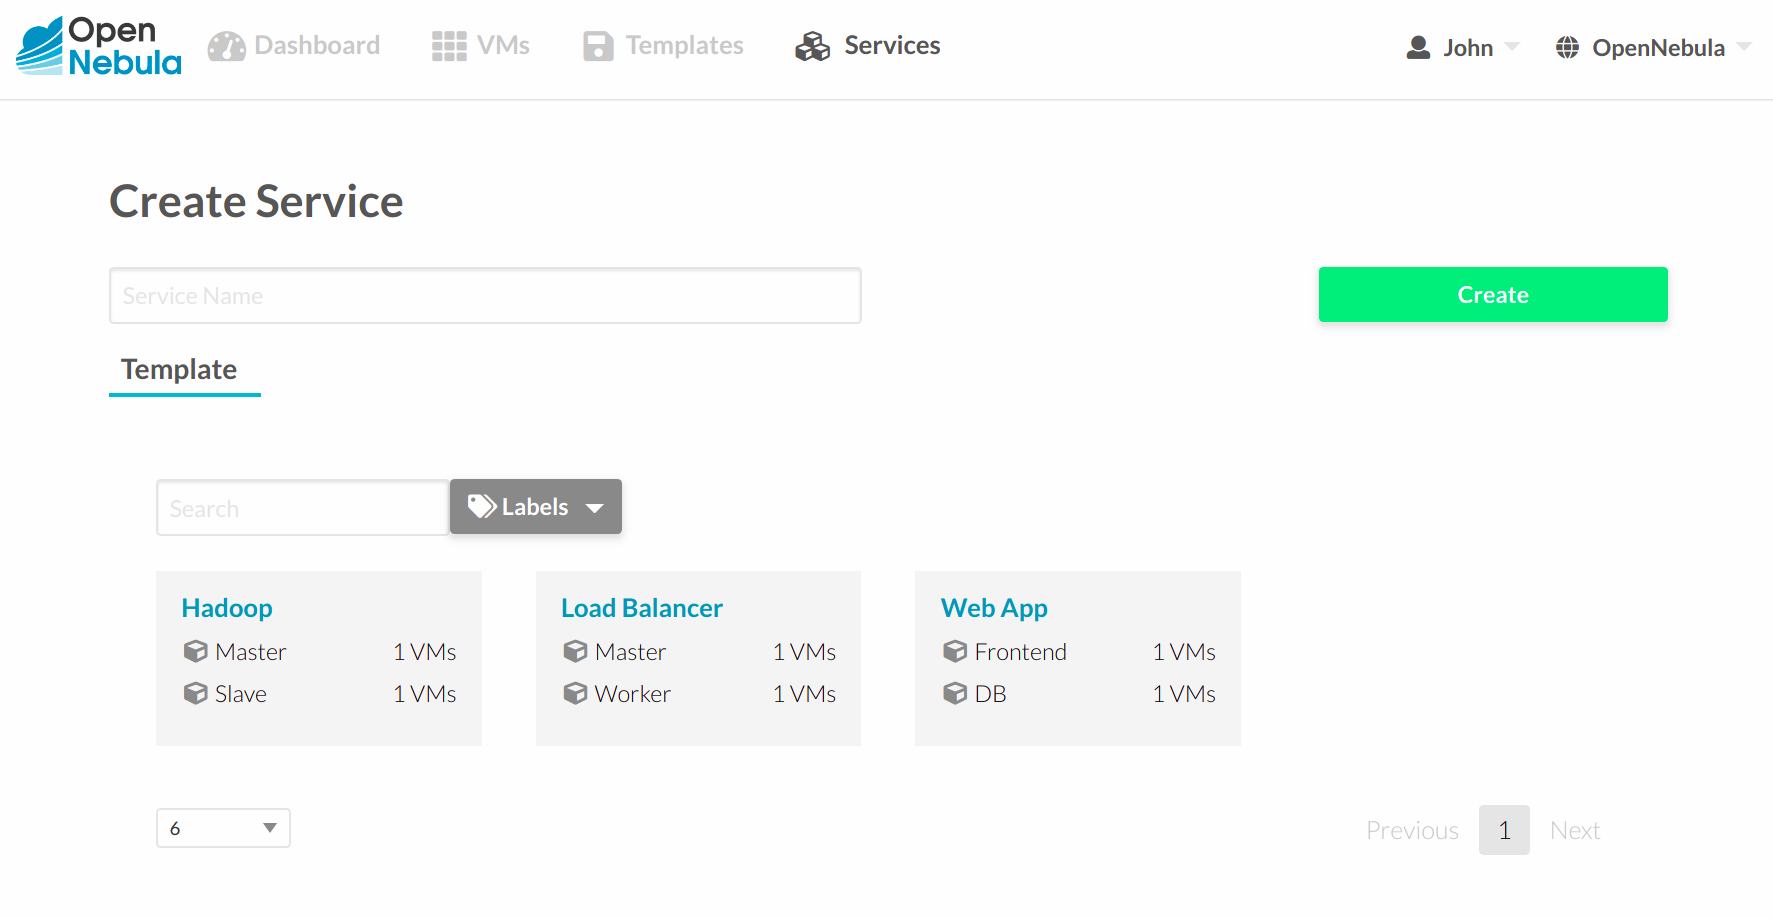 Open
Nebula
Dashboard
VMs
Templates
Services
John
OpenNebula
Create Service
Service Name
Create
Template
Search
Labels
Hadoop
Master 1 VMs
Slave 1 VMs
Load Balancer
Master 1 VMs
Worker 1 VMs
Web App
Frontend 1 VMs
DB 1 VMs
6
Previous 1 Next